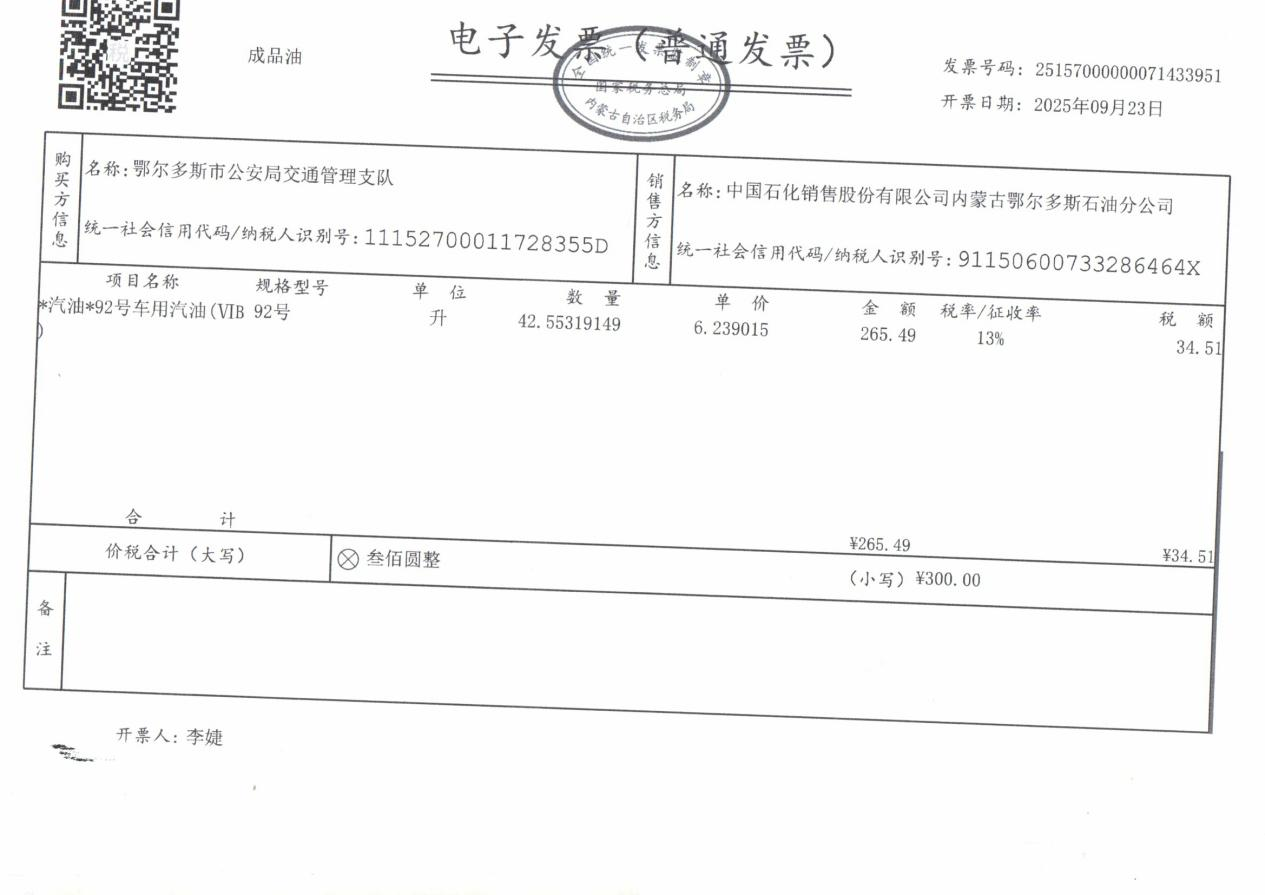 电子发票（普通发票）
税
成品油
全国统一发票监制章
国家税务总局
内蒙古自治区税务局
发票号码：25157000000071433951
开票日期：2025年09月23日
购买方信息
名称：鄂尔多斯市公安局交通管理支队
统一社会信用代码/纳税人识别号：11152700011728355D
销售方信息
名称：中国石化销售股份有限公司内蒙古鄂尔多斯石油分公司
统一社会信用代码/纳税人识别号：91150600733286464X
项目名称 规格型号 单位 数量 单价 金额 税率/征收率 税额
*汽油*92号车用汽油(VIB 92号 升 42.55319149 6.239015 265.49 13% 34.51
)
合计 ¥265.49 ¥34.51
价税合计（大写） ⊗ 叁佰圆整 （小写）¥300.00
备注
开票人：李婕